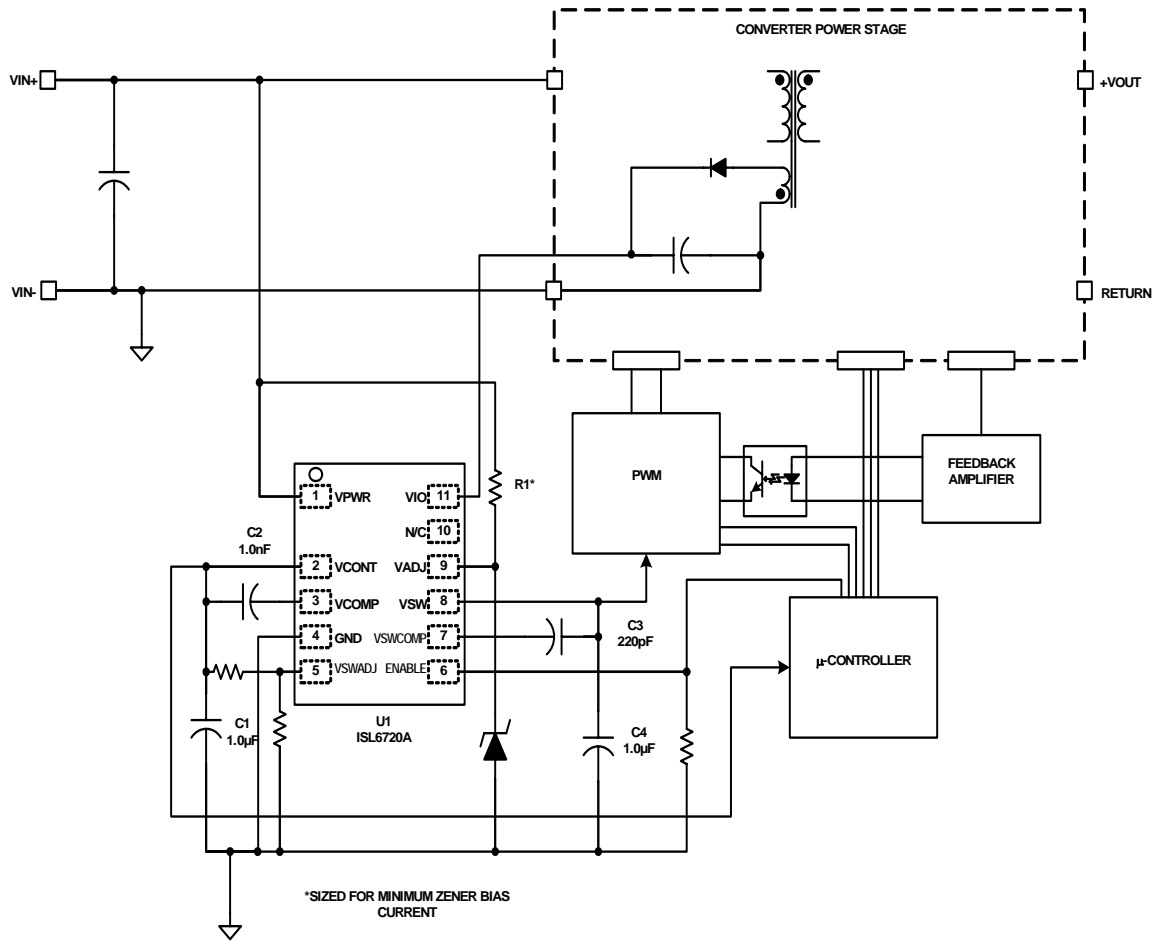 CONVERTER POWER STAGE
VIN+
+VOUT
VIN-
RETURN
PWM
FEEDBACK
AMPLIFIER
R1*
1 VPWR
VIO 11
N/C 10
C2
1.0nF
2 VCONT
VADJ 9
3 VCOMP
VSW 8
4 GND
VSWCOMP 7
5 VSWADJ
ENABLE 6
C3
220pF
µ-CONTROLLER
C1
1.0µF
U1
ISL6720A
C4
1.0µF
*SIZED FOR MINIMUM ZENER BIAS
CURRENT